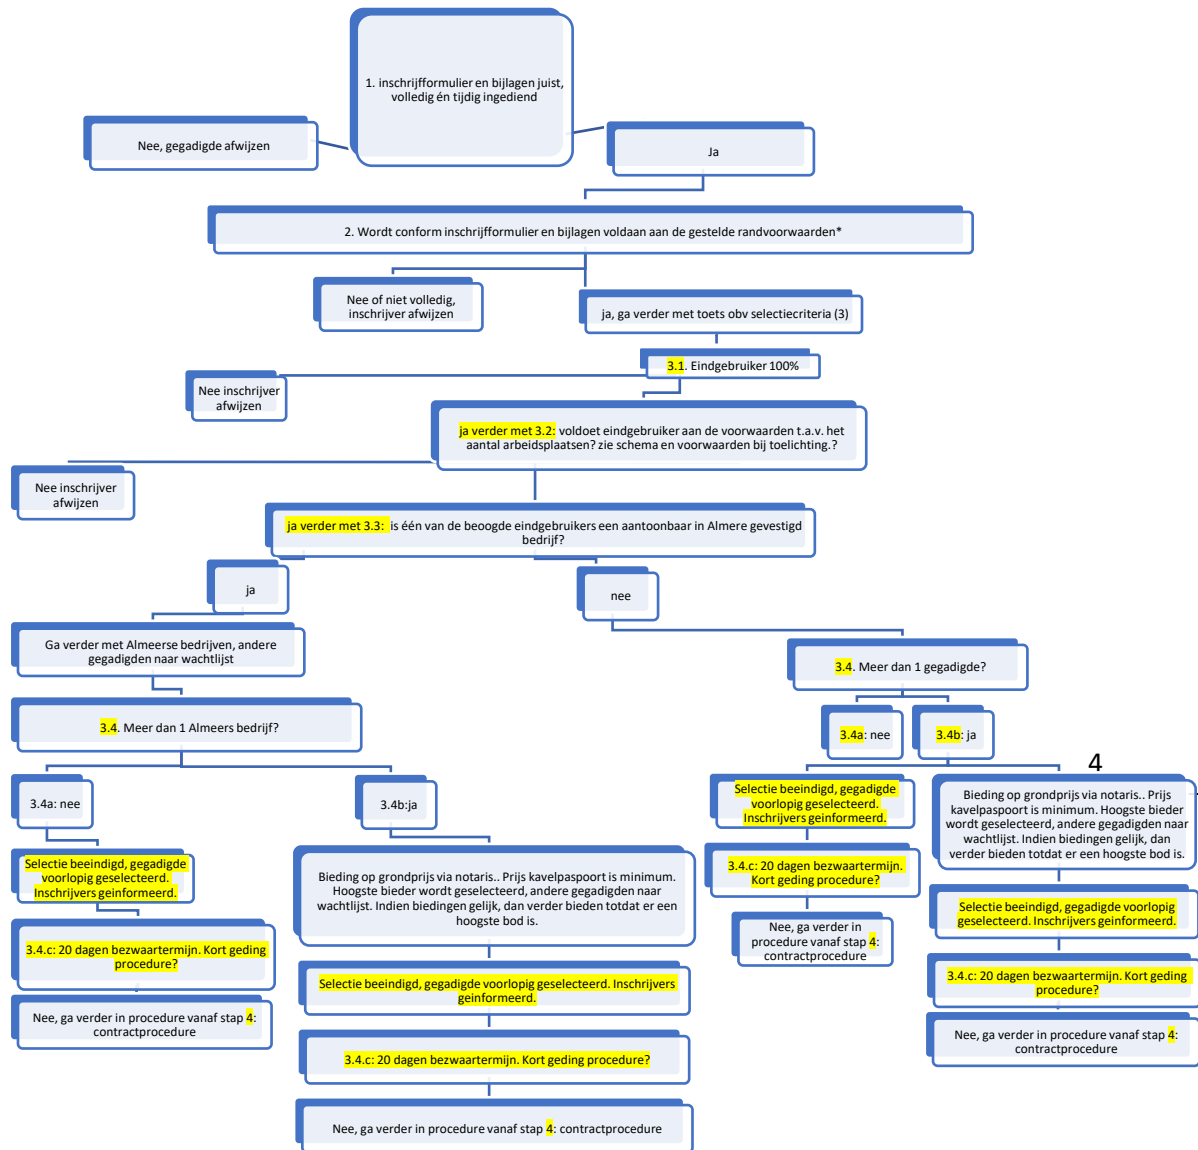 1. inschrijfformulier en bijlagen juist,
volledig én tijdig ingediend
Nee, gegadigde afwijzen
Ja
2. Wordt conform inschrijfformulier en bijlagen voldaan aan de gestelde randvoorwaarden*
Nee of niet volledig,
inschrijver afwijzen
ja, ga verder met toets obv selectiecriteria (3)
3.1. Eindgebruiker 100%
Nee inschrijver
afwijzen
ja verder met 3.2: voldoet eindgebruiker aan de voorwaarden t.a.v. het
aantal arbeidsplaatsen? zie schema en voorwaarden bij toelichting.?
Nee inschrijver
afwijzen
ja verder met 3.3: is één van de beoogde eindgebruikers een aantoonbaar in Almere gevestigd
bedrijf?
ja
nee
Ga verder met Almeerse bedrijven, andere
gegadigden naar wachtlijst
3.4. Meer dan 1 gegadigde?
3.4. Meer dan 1 Almeers bedrijf?
3.4a: nee
3.4b: ja
3.4a: nee
3.4b:ja
4
Selectie beeindigd, gegadigde
voorlopig geselecteerd.
Inschrijvers geinformeerd.
Bieding op grondprijs via notaris.. Prijs
kavelpaspoort is minimum. Hoogste bieder
wordt geselecteerd, andere gegadigden naar
wachtlijst. Indien biedingen gelijk, dan
verder bieden totdat er een hoogste bod is.
Selectie beeindigd, gegadigde
voorlopig geselecteerd.
Inschrijvers geinformeerd.
Bieding op grondprijs via notaris.. Prijs kavelpaspoort is minimum.
Hoogste bieder wordt geselecteerd, andere gegadigden naar
wachtlijst. Indien biedingen gelijk, dan verder bieden totdat er een
hoogste bod is.
3.4.c: 20 dagen bezwaartermijn.
Kort geding procedure?
Selectie beeindigd, gegadigde voorlopig
geselecteerd. Inschrijvers geinformeerd.
Nee, ga verder in
procedure vanaf stap 4:
contractprocedure
3.4.c: 20 dagen bezwaartermijn. Kort geding
procedure?
Selectie beeindigd, gegadigde voorlopig geselecteerd. Inschrijvers
geinformeerd.
3.4.c: 20 dagen bezwaartermijn. Kort geding
procedure?
Nee, ga verder in procedure vanaf stap 4:
contractprocedure
3.4.c: 20 dagen bezwaartermijn. Kort geding procedure?
Nee, ga verder in procedure vanaf stap 4:
contractprocedure
Nee, ga verder in procedure vanaf stap 4: contractprocedure